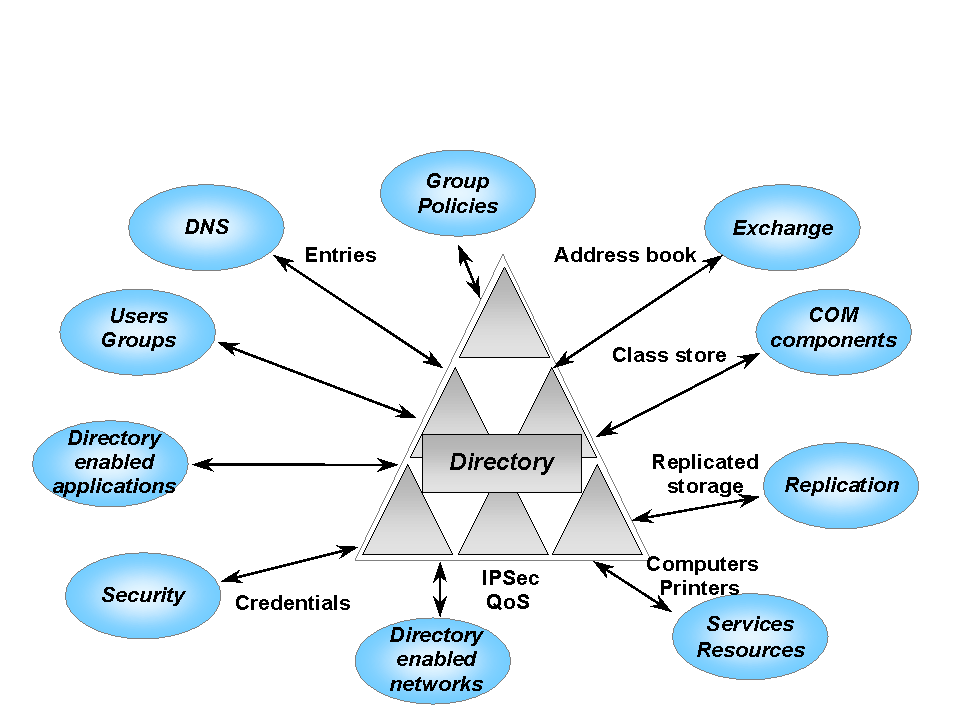 Group
Policies
DNS
Exchange
Entries
Address book
Users
Groups
COM
components
Class store
Directory
enabled
applications
Directory
Replicated
storage
Replication
Security
Credentials
IPSec
QoS
Computers
Printers
Directory
enabled
networks
Services
Resources